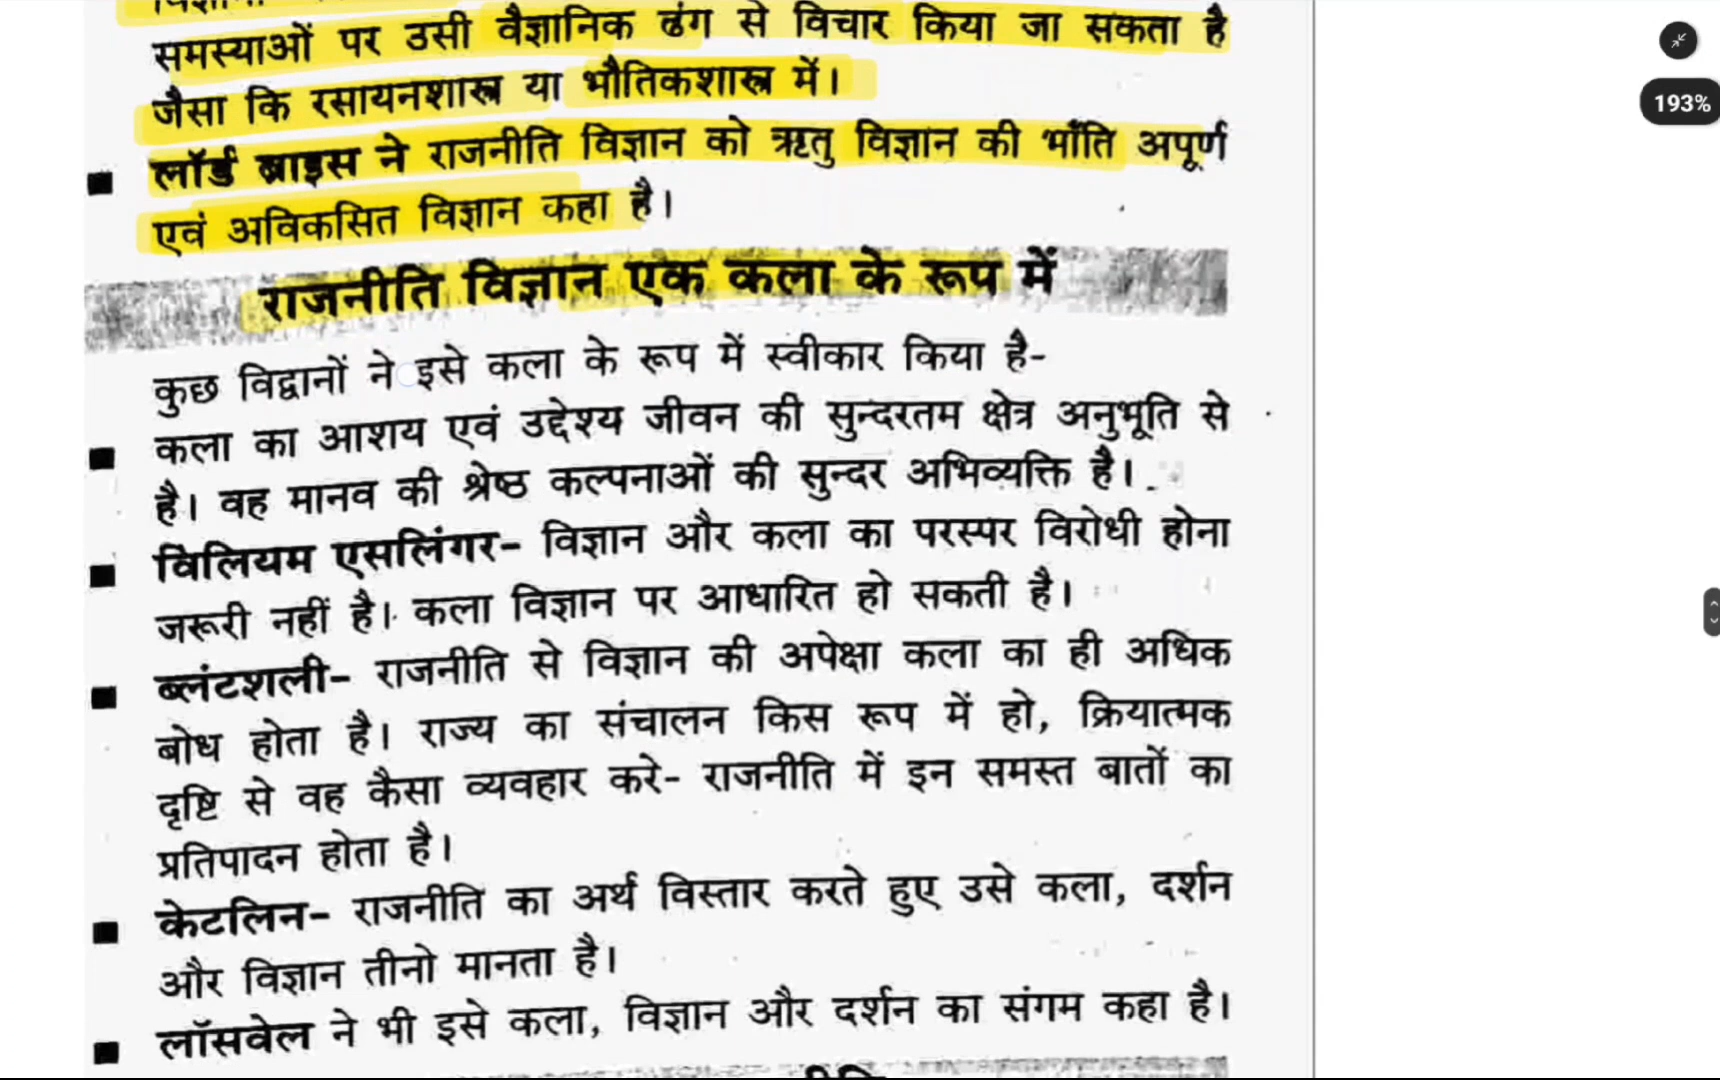 समस्याओं पर उसी वैज्ञानिक ढंग से विचार किया जा सकता है
जैसा कि रसायनशास्त्र या भौतिकशास्त्र में।
■ लॉर्ड ब्राइस ने राजनीति विज्ञान को ऋतु विज्ञान की भाँति अपूर्ण
एवं अविकसित विज्ञान कहा है।
राजनीति विज्ञान एक कला के रूप में
कुछ विद्वानों ने इसे कला के रूप में स्वीकार किया है-
■ कला का आशय एवं उद्देश्य जीवन की सुन्दरतम क्षेत्र अनुभूति से
है। वह मानव की श्रेष्ठ कल्पनाओं की सुन्दर अभिव्यक्ति है।
■ विलियम एसलिंगर- विज्ञान और कला का परस्पर विरोधी होना
जरूरी नहीं है। कला विज्ञान पर आधारित हो सकती है।
■ ब्लंटशली- राजनीति से विज्ञान की अपेक्षा कला का ही अधिक
बोध होता है। राज्य का संचालन किस रूप में हो, क्रियात्मक
दृष्टि से वह कैसा व्यवहार करे- राजनीति में इन समस्त बातों का
प्रतिपादन होता है।
■ केटलिन- राजनीति का अर्थ विस्तार करते हुए उसे कला, दर्शन
और विज्ञान तीनो मानता है।
■ लॉसवेल ने भी इसे कला, विज्ञान और दर्शन का संगम कहा है।
193%